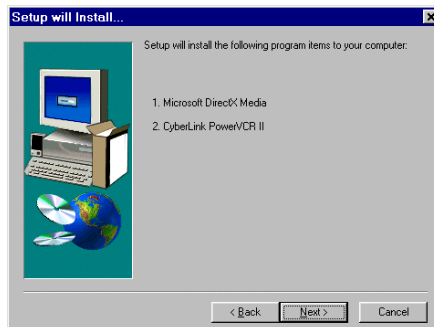 Setup will Install...
Setup will install the following program items to your computer:
1. Microsoft DirectX Media
2. CyberLink PowerVCR II
< Back
Next >
Cancel